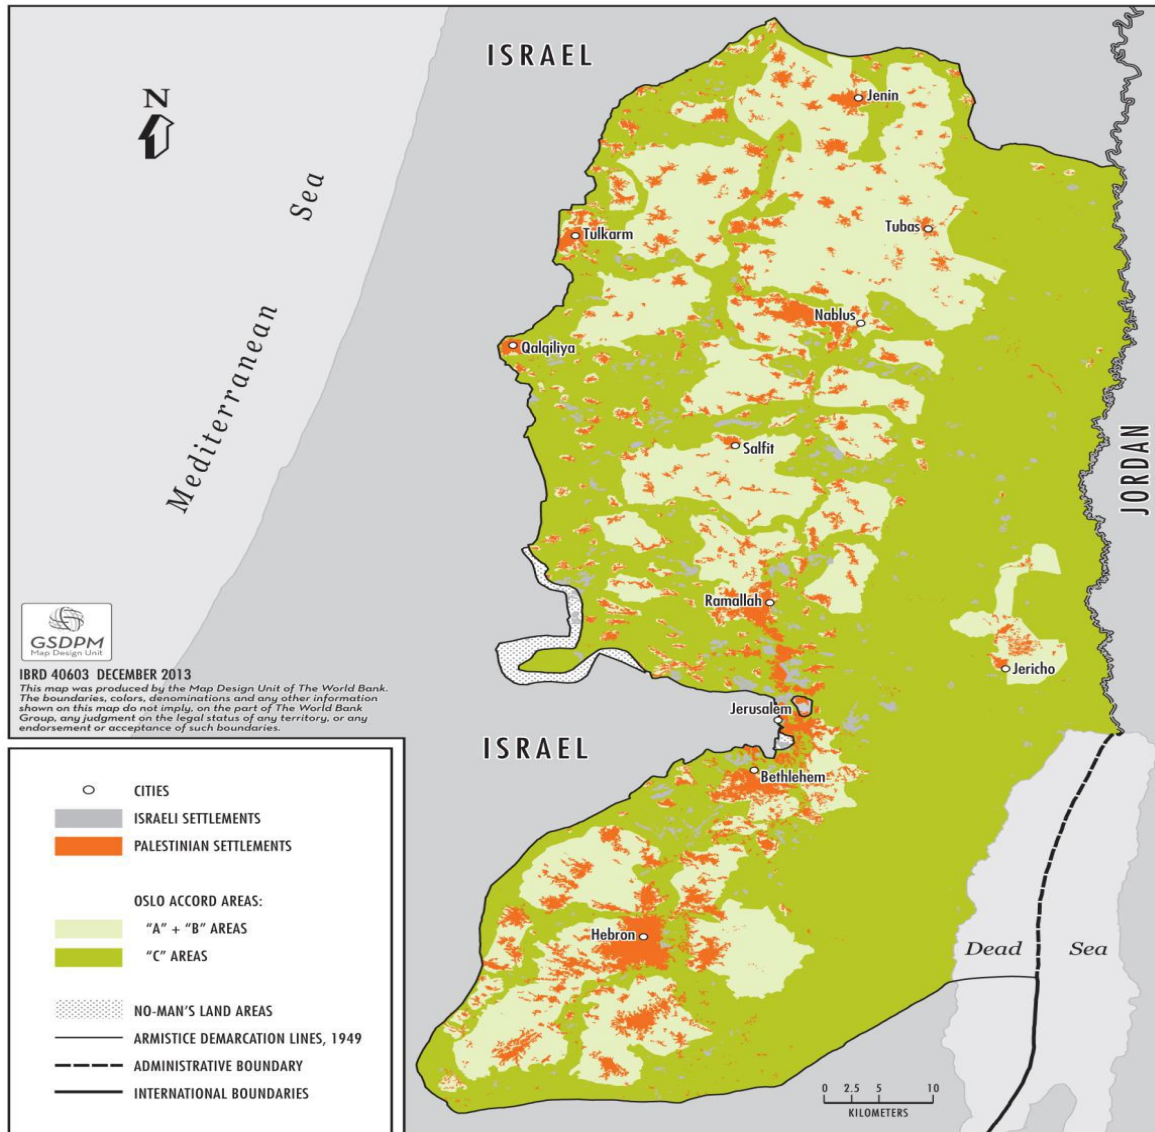 ISRAEL
N
Mediterranean Sea
Jenin
Tulkarm
Tubas
Nablus
Qalqiliya
Salfit
JORDAN
Ramallah
Jericho
Jerusalem
ISRAEL
Bethlehem
Hebron
Dead Sea
GSDPM
Map Design Unit
IBRD 40603 DECEMBER 2013
This map was produced by the Map Design Unit of The World Bank.
The boundaries, colors, denominations and any other information
shown on this map do not imply, on the part of The World Bank
Group, any judgment on the legal status of any territory, or any
endorsement or acceptance of such boundaries.
CITIES
ISRAELI SETTLEMENTS
PALESTINIAN SETTLEMENTS
OSLO ACCORD AREAS:
"A" + "B" AREAS
"C" AREAS
NO-MAN'S LAND AREAS
ARMISTICE DEMARCATION LINES, 1949
ADMINISTRATIVE BOUNDARY
INTERNATIONAL BOUNDARIES
0 2.5 5 10
KILOMETERS